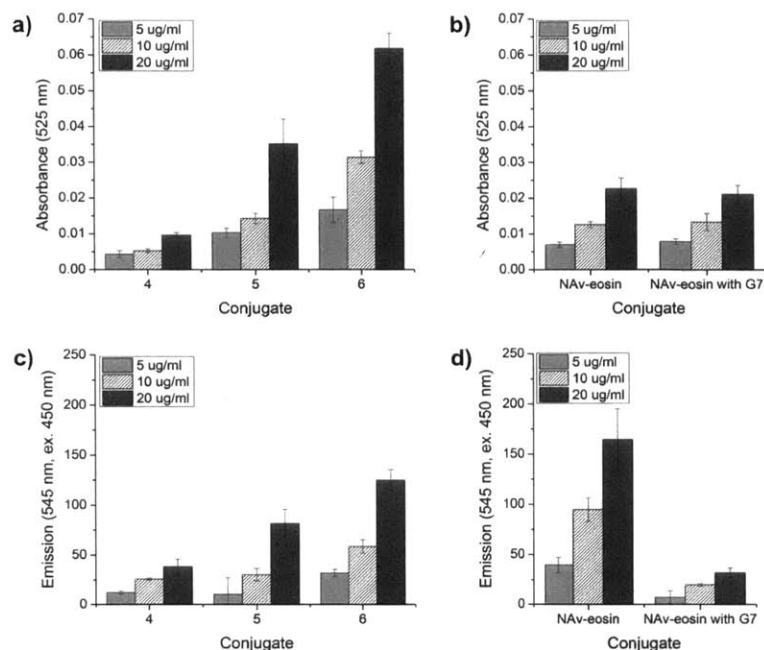 a)
5 ug/ml
10 ug/ml
20 ug/ml
0.07
0.06
0.05
0.04
0.03
0.02
0.01
0.00
Absorbance (525 nm)
4 5 6
Conjugate
b)
5 ug/ml
10 ug/ml
20 ug/ml
0.07
0.06
0.05
0.04
0.03
0.02
0.01
0.00
Absorbance (525 nm)
NAv-eosin NAv-eosin with G7
Conjugate
c)
5 ug/ml
10 ug/ml
20 ug/ml
250
200
150
100
50
0
Emission (545 nm, ex. 450 nm)
4 5 6
Conjugate
d)
5 ug/ml
10 ug/ml
20 ug/ml
250
200
150
100
50
0
Emission (545 nm, ex. 450 nm)
NAv-eosin NAv-eosin with G7
Conjugate